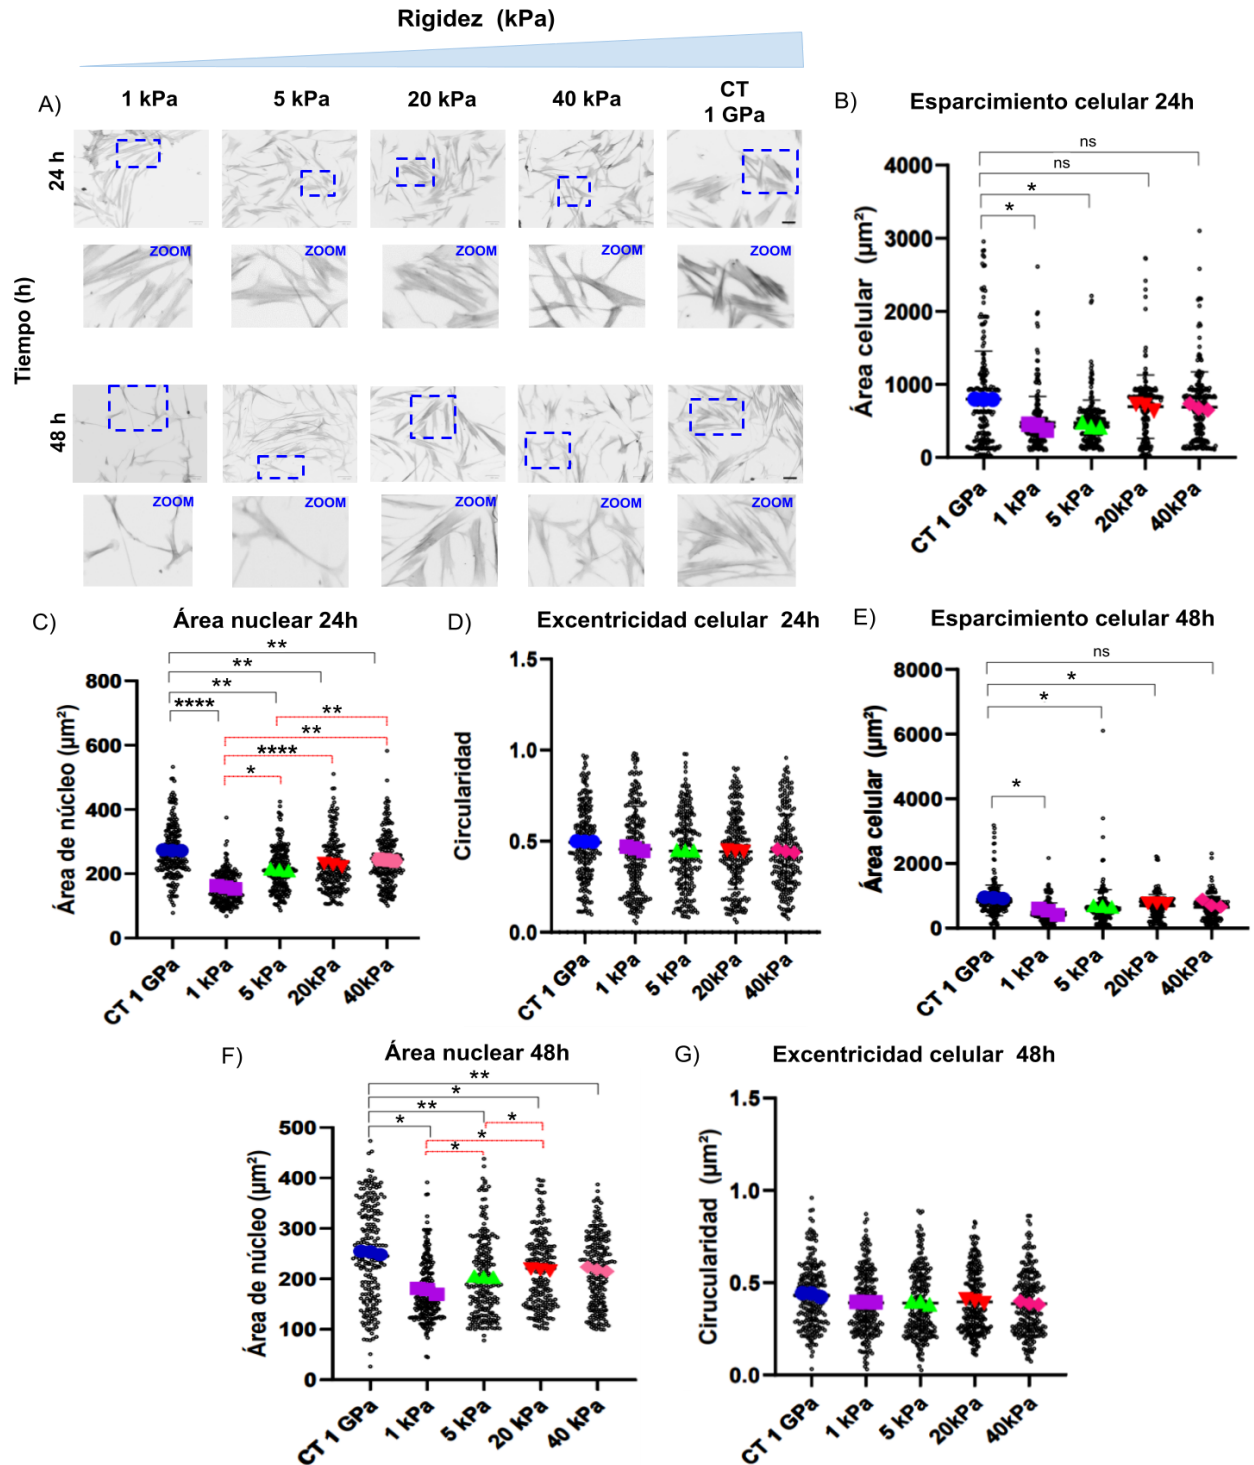 Rigidez  (kPa)
A)
1 kPa
5 kPa
20 kPa
40 kPa
CT
1 GPa
Tiempo (h)
24 h
ZOOM
ZOOM
ZOOM
ZOOM
ZOOM
48 h
ZOOM
ZOOM
ZOOM
ZOOM
ZOOM
B)
Esparcimiento celular 24h
ns
ns
*
*
Área celular  (µm²)
4000
3000
2000
1000
0
CT 1 GPa
1 kPa
5 kPa
20kPa
40kPa
C)
Área nuclear 24h
**
**
**
****
**
**
****
*
Área de núcleo (µm²)
800
600
400
200
0
CT 1 GPa
1 kPa
5 kPa
20kPa
40kPa
D)
Excentricidad celular  24h
Circularidad
1.5
1.0
0.5
0.0
CT 1 GPa
1 kPa
5 kPa
20kPa
40kPa
E)
Esparcimiento celular 48h
ns
*
*
*
Área celular (µm²)
8000
6000
4000
2000
0
CT 1 GPa
1 kPa
5 kPa
20kPa
40kPa
F)
Área nuclear 48h
**
*
**
*
*
*
*
Área de núcleo (µm²)
500
400
300
200
100
0
CT 1 GPa
1 kPa
5 kPa
20 kPa
40 kPa
G)
Excentricidad celular  48h
Cirucularidad  (µm²)
1.5
1.0
0.5
0.0
CT 1 GPa
1 kPa
5 kPa
20kPa
40kPa